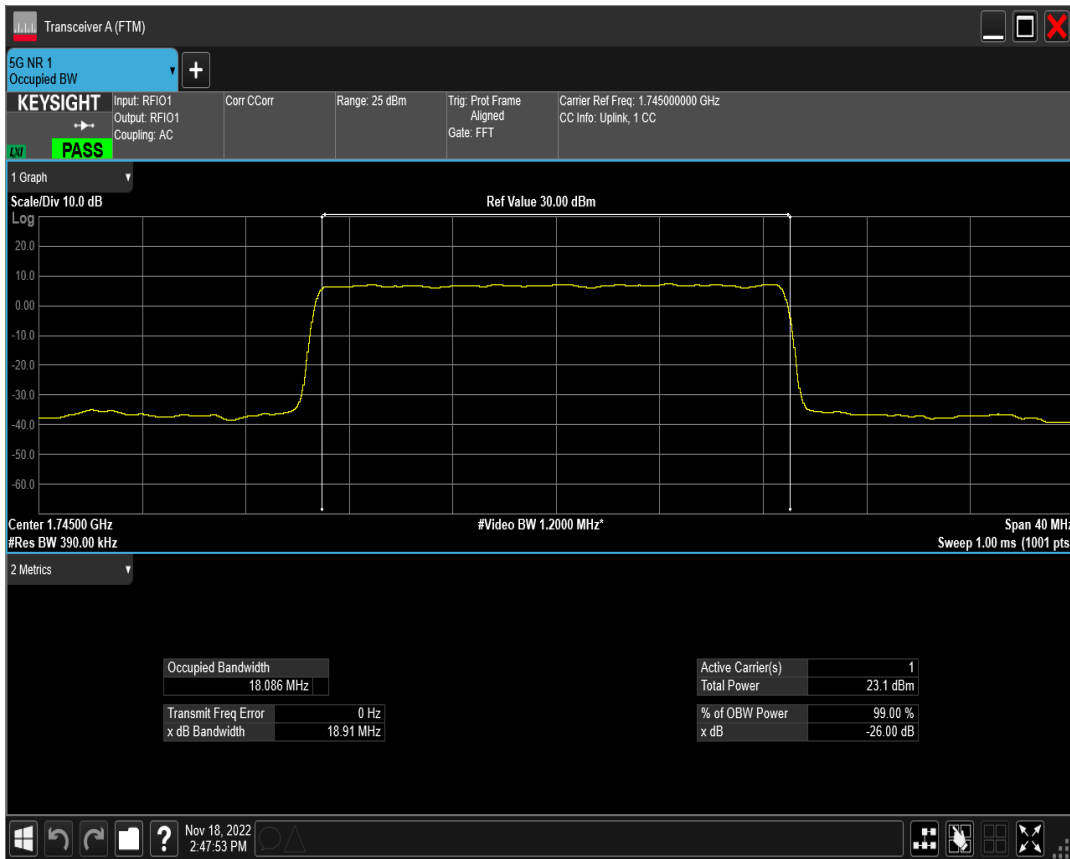 Transceiver A (FTM)
5G NR 1
Occupied BW
+
KEYSIGHT
LXI
PASS
Input: RFIO1
Output: RFIO1
Coupling: AC
Corr CCorr
Range: 25 dBm
Trig: Prot Frame
Aligned
Gate: FFT
Carrier Ref Freq: 1.745000000 GHz
CC Info: Uplink, 1 CC
1 Graph
Scale/Div 10.0 dB
Ref Value 30.00 dBm
Log
20.0
10.0
0.00
-10.0
-20.0
-30.0
-40.0
-50.0
-60.0
Center 1.74500 GHz
#Video BW 1.2000 MHz*
Span 40 MHz
#Res BW 390.00 kHz
Sweep 1.00 ms (1001 pts
2 Metrics
Occupied Bandwidth
18.086 MHz
Transmit Freq Error 0 Hz
x dB Bandwidth 18.91 MHz
Active Carrier(s) 1
Total Power 23.1 dBm
% of OBW Power 99.00 %
x dB -26.00 dB
?
Nov 18, 2022
2:47:53 PM